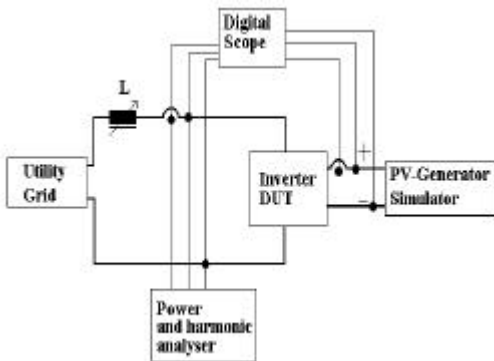 Digital
Scope
L
+
Utility
Grid
Inverter
DUT
PV-Generator
Simulator
-
Power
and harmonic
analyser